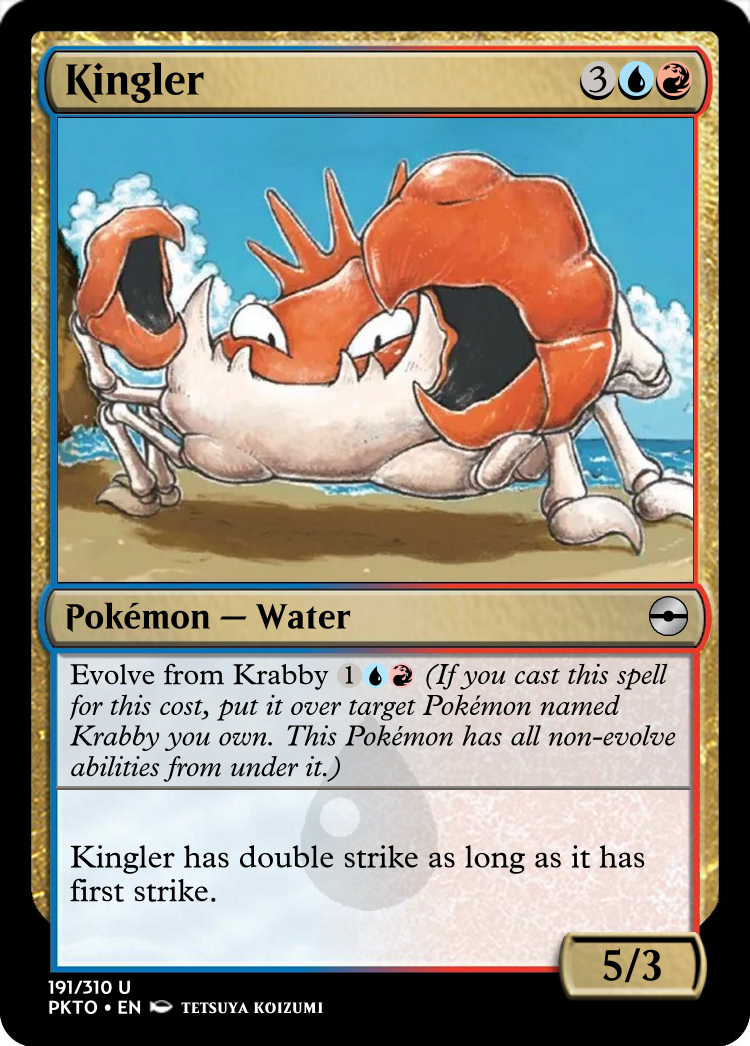 Kingler 3
Pokémon — Water
Evolve from Krabby 1 (If you cast this spell
for this cost, put it over target Pokémon named
Krabby you own. This Pokémon has all non-evolve
abilities from under it.)
Kingler has double strike as long as it has
first strike.
5/3
191/310 U
PKTO • EN TETSUYA KOIZUMI